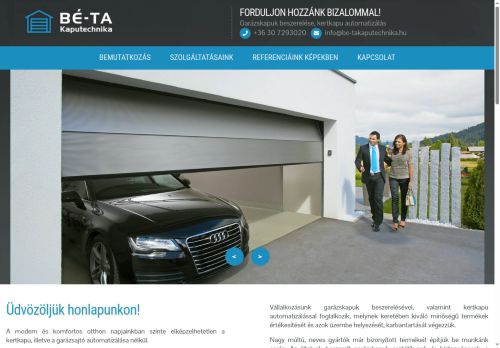 BÉ-TA
Kaputechnika
FORDULJON HOZZÁNK BIZALOMMAL!
Garázskapuk beszerelése, kertkapu automatizálás
+36 30 7293020
info@be-takaputechnika.hu
BEMUTATKOZÁS SZOLGÁLTATÁSAINK REFERENCIÁINK KÉPEKBEN KAPCSOLAT
< >
Üdvözöljük honlapunkon!
A modern és komfortos otthon napjainkban szinte elképzelhetetlen a
kertkapu, illetve a garázsajtó automatizálása nélkül.
Vállalkozásunk garázskapuk beszerelésével, valamint kertkapu
automatizálással foglalkozik, melynek keretében kiváló minőségű termékek
értékesítését és azok üzembe helyezését, karbantartását végezzük.
Nagy múltú, neves gyártók már bizonyított termékeit építjük be munkáink